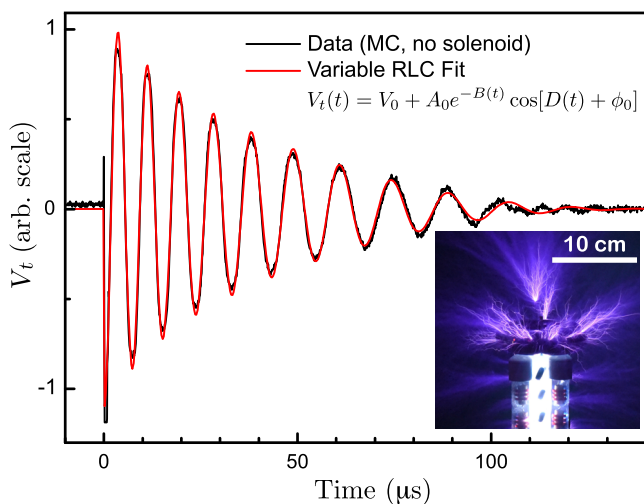 1
Data (MC, no solenoid)
Variable RLC Fit
V_t(t) = V_0 + A_0e^{-B(t)} cos[D(t) + ϕ_0]
V_t (arb. scale)
0
10 cm
-1
0
50
100
Time (μs)